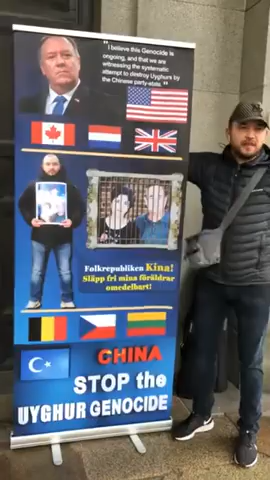 "I believe this Genocide is
ongoing, and that we are
witnessing the systematic
attempt to destroy Uyghurs by
the Chinese party-state."
Folkrepubliken Kina!
Släpp fri mina föräldrar
omedelbart!
CHINA
STOP the
UYGHUR GENOCIDE